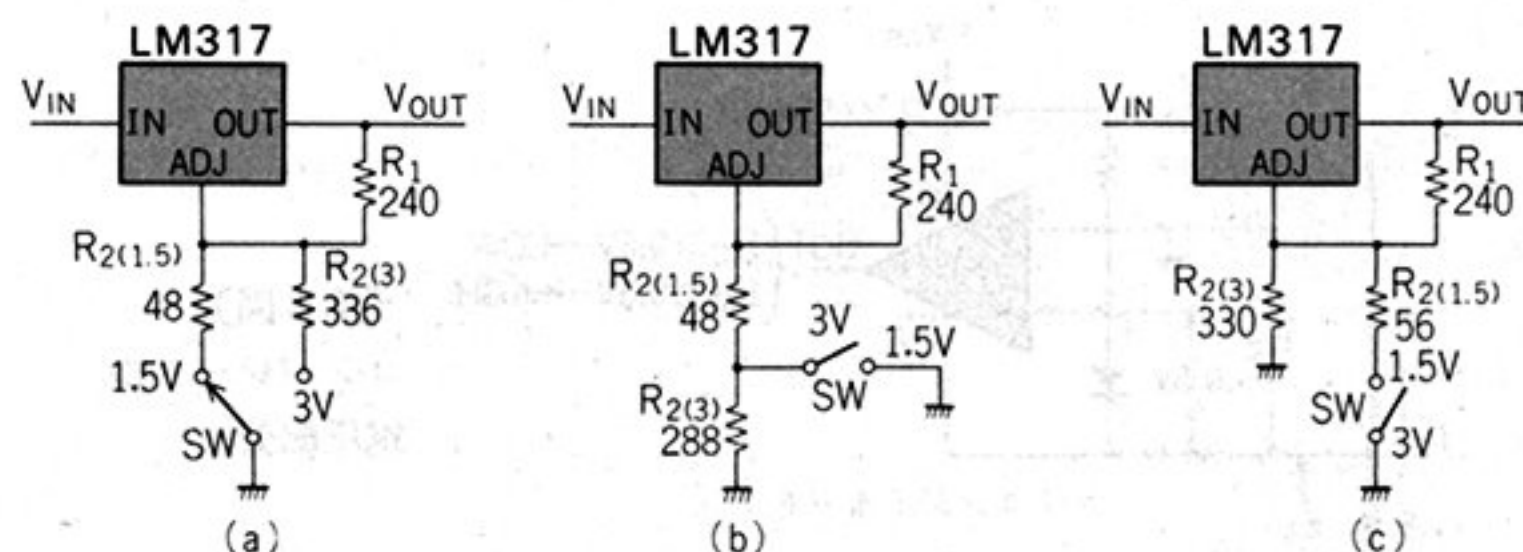 LM317
VIN
IN OUT
ADJ
VOUT
R1
240
R2(1.5)
48
R2(3)
336
1.5V
3V
SW
(a)
LM317
VIN
IN OUT
ADJ
VOUT
R1
240
R2(1.5)
48
3V
1.5V
SW
R2(3)
288
(b)
LM317
VIN
IN OUT
ADJ
VOUT
R1
240
R2(3)
330
R2(1.5)
56
1.5V
SW
3V
(c)